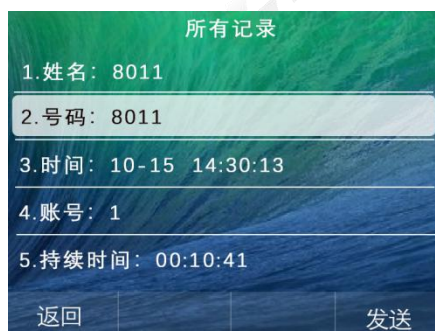 所有记录
1.姓名: 8011
2.号码: 8011
3.时间: 10-15 14:30:13
4.账号: 1
5.持续时间: 00:10:41
返回 发送